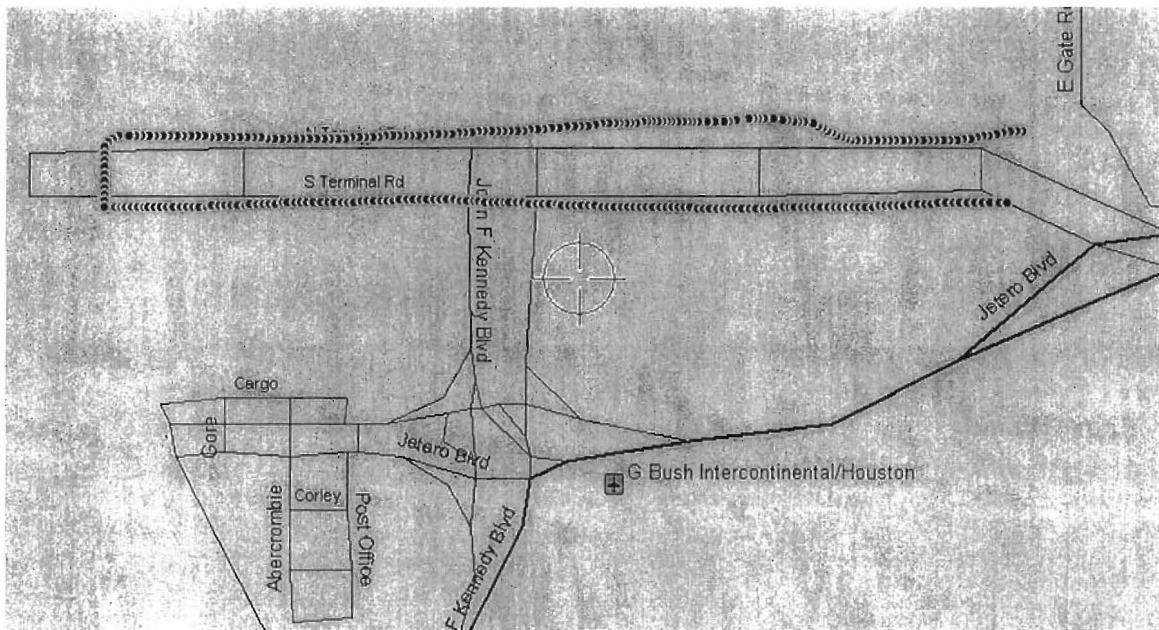 E Gate R
S Terminal Rd
John F Kennedy Blvd
Jetero Blvd
Cargo
Gore
Jetero Blvd
G Bush Intercontinental/Houston
Abercrombie
Corley
Post Office
F Kennedy Blvd